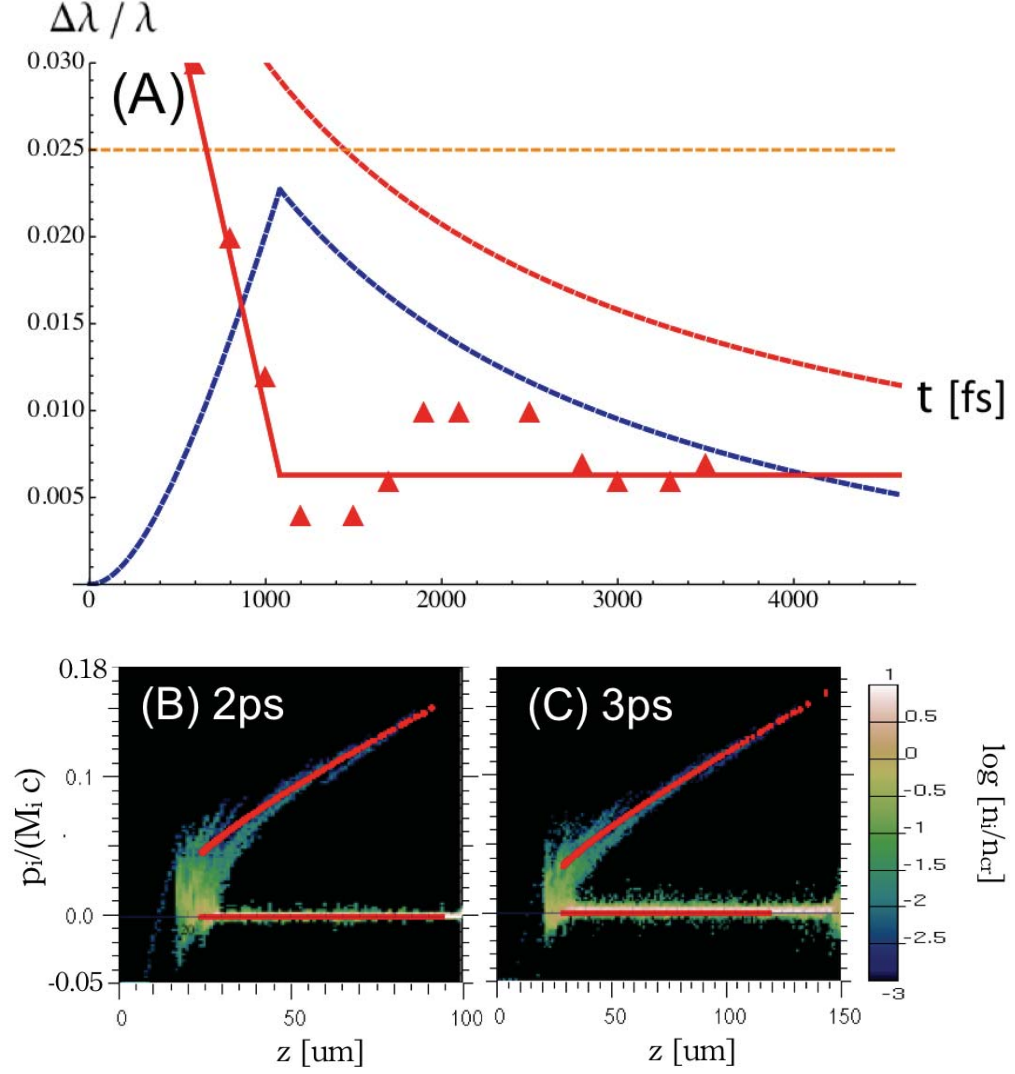 Δλ / λ
0.030
(A)
0.025
0.020
0.015
0.010
0.005
t [fs]
0 1000 2000 3000 4000
(B) 2ps
(C) 3ps
0.18
0.1
0.0
-0.05
pᵢ/(Mᵢ c)
0 50 100
z [um]
0 50 150
100
z [um]
1
0.5
0
-0.5
-1
-1.5
-2
-2.5
-3
log [nᵢ/n_cr]